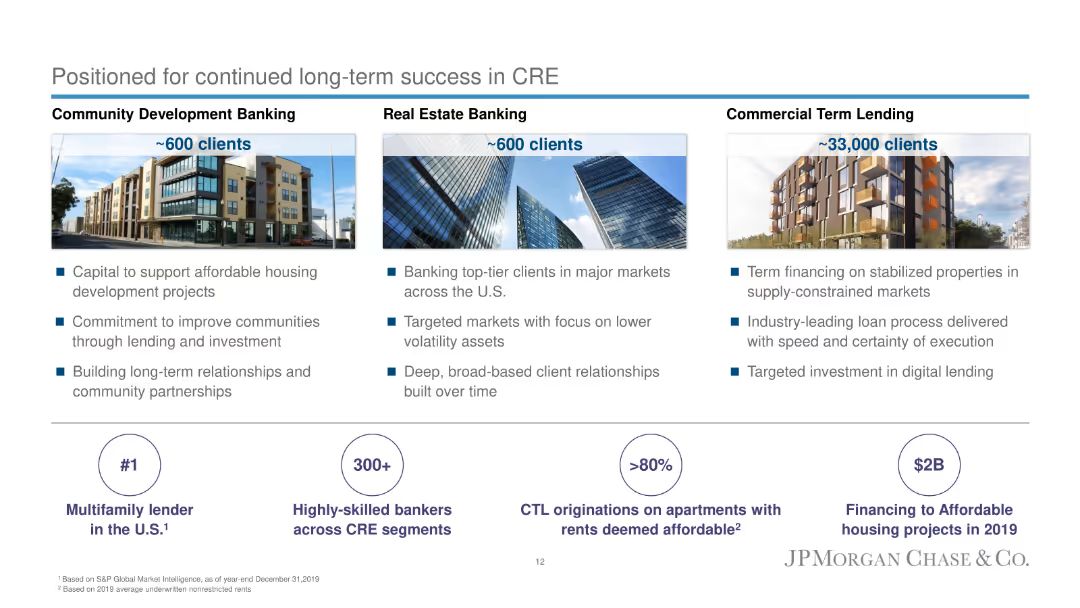 Positioned for continued long-term success in CRE
Community Development Banking
~600 clients
■ Capital to support affordable housing
development projects
■ Commitment to improve communities
through lending and investment
■ Building long-term relationships and
community partnerships
Real Estate Banking
~600 clients
■ Banking top-tier clients in major markets
across the U.S.
■ Targeted markets with focus on lower
volatility assets
■ Deep, broad-based client relationships
built over time
Commercial Term Lending
~33,000 clients
■ Term financing on stabilized properties in
supply-constrained markets
■ Industry-leading loan process delivered
with speed and certainty of execution
■ Targeted investment in digital lending
#1
Multifamily lender
in the U.S.¹
300+
Highly-skilled bankers
across CRE segments
>80%
CTL originations on apartments with
rents deemed affordable²
$2B
Financing to Affordable
housing projects in 2019
12
JPMORGAN CHASE & CO.
¹ Based on S&P Global Market Intelligence, as of year-end December 31,2019
² Based on 2019 average underwritten nonrestricted rents